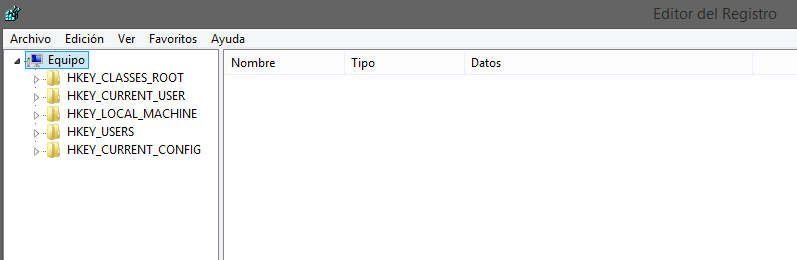 Editor del Registro
Archivo Edición Ver Favoritos Ayuda
Equipo
HKEY_CLASSES_ROOT
HKEY_CURRENT_USER
HKEY_LOCAL_MACHINE
HKEY_USERS
HKEY_CURRENT_CONFIG
Nombre Tipo Datos